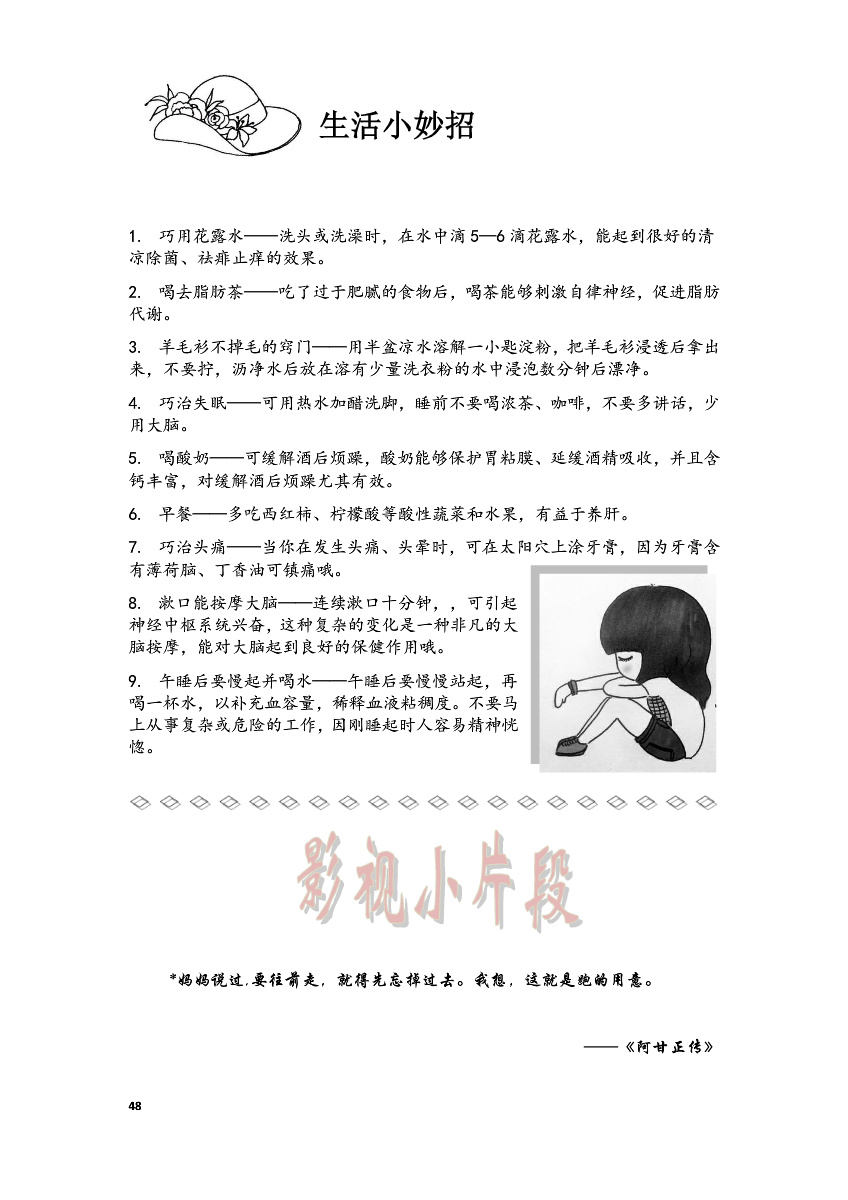 生活小妙招
1. 巧用花露水——洗头或洗澡时，在水中滴 5—6 滴花露水，能起到很好的清
凉除菌、祛痱止痒的效果。
2. 喝去脂肪茶——吃了过于肥腻的食物后，喝茶能够刺激自律神经，促进脂肪
代谢。
3. 羊毛衫不掉毛的窍门——用半盆凉水溶解一小匙淀粉，把羊毛衫浸透后拿出
来，不要拧，沥净水后放在溶有少量洗衣粉的水中浸泡数分钟后漂净。
4. 巧治失眠——可用热水加醋洗脚，睡前不要喝浓茶、咖啡，不要多讲话，少
用大脑。
5. 喝酸奶——可缓解酒后烦躁，酸奶能够保护胃粘膜、延缓酒精吸收，并且含
钙丰富，对缓解酒后烦躁尤其有效。
6. 早餐——多吃西红柿、柠檬酸等酸性蔬菜和水果，有益于养肝。
7. 巧治头痛——当你在发生头痛、头晕时，可在太阳穴上涂牙膏，因为牙膏含
有薄荷脑、丁香油可镇痛哦。
8. 漱口能按摩大脑——连续漱口十分钟，，可引起
神经中枢系统兴奋，这种复杂的变化是一种非凡的大
脑按摩，能对大脑起到良好的保健作用哦。
9. 午睡后要慢起并喝水——午睡后要慢慢站起，再
喝一杯水，以补充血容量，稀释血液粘稠度。不要马
上从事复杂或危险的工作，因刚睡起时人容易精神恍
惚。
影视小片段
*妈妈说过，要往前走，就得先忘掉过去。我想，这就是跑的用意。
——《阿甘正传》
48